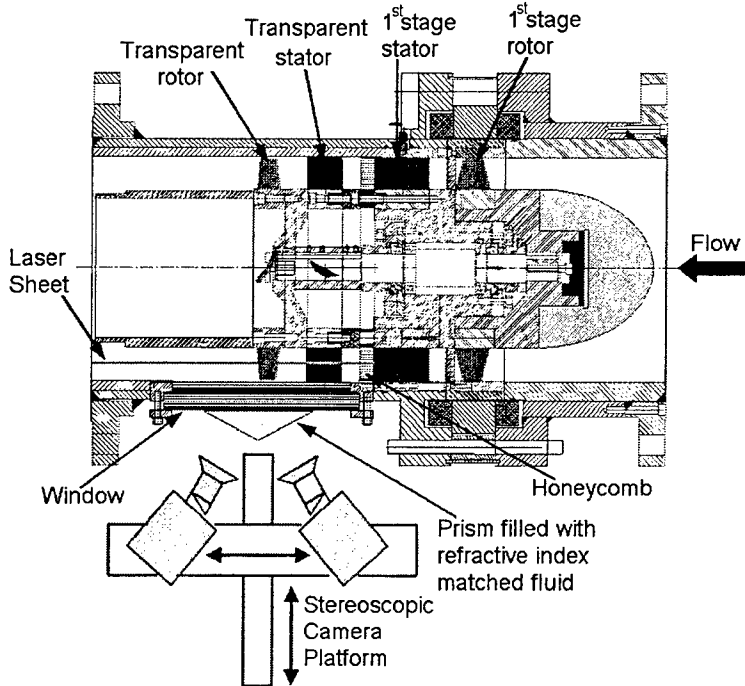 Transparent
rotor
Transparent
stator
1st stage
stator
1st stage
rotor
Flow
Laser
Sheet
Window
Honeycomb
Prism filled with
refractive index
matched fluid
Stereoscopic
Camera
Platform